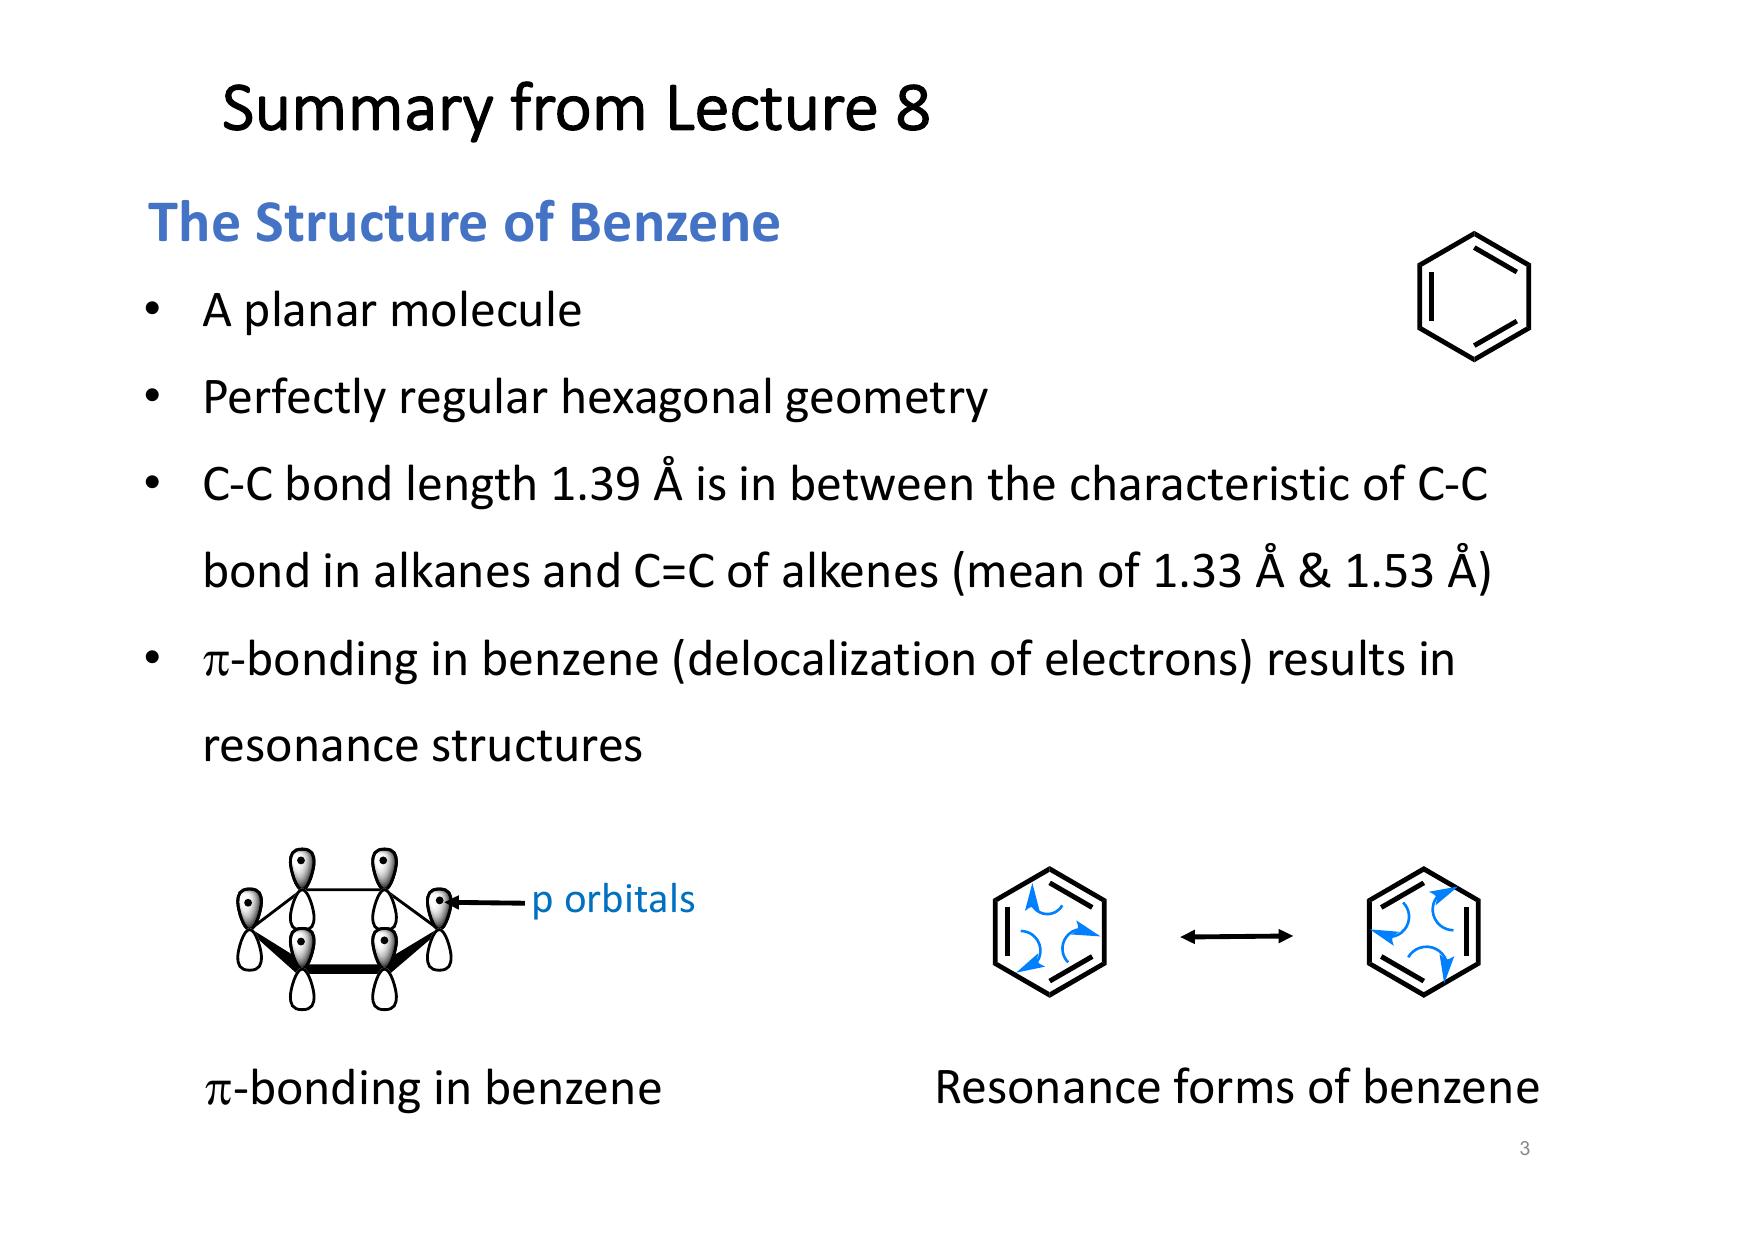 Summary from Lecture 8
The Structure of Benzene
• A planar molecule
• Perfectly regular hexagonal geometry
• C-C bond length 1.39 Å is in between the characteristic of C-C
bond in alkanes and C=C of alkenes (mean of 1.33 Å & 1.53 Å)
• π-bonding in benzene (delocalization of electrons) results in
resonance structures
p orbitals
π-bonding in benzene
Resonance forms of benzene
3